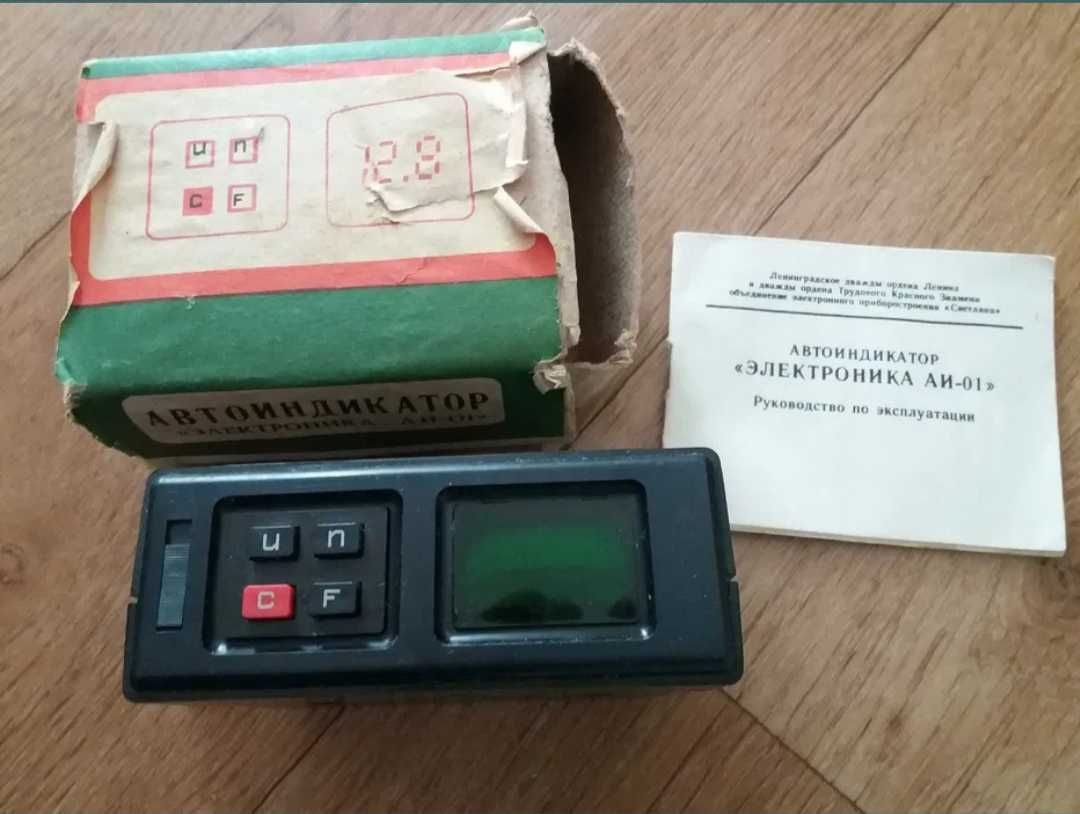 u n
C F
12.8
АВТОИНДИКАТОР
«ЭЛЕКТРОНИКА АИ-01»
Ленинградское дважды ордена Ленина
и дважды ордена Трудового Красного Знамени
объединение электронного приборостроения «Светлана»
АВТОИНДИКАТОР
«ЭЛЕКТРОНИКА АИ-01»
Руководство по эксплуатации
u n
C F